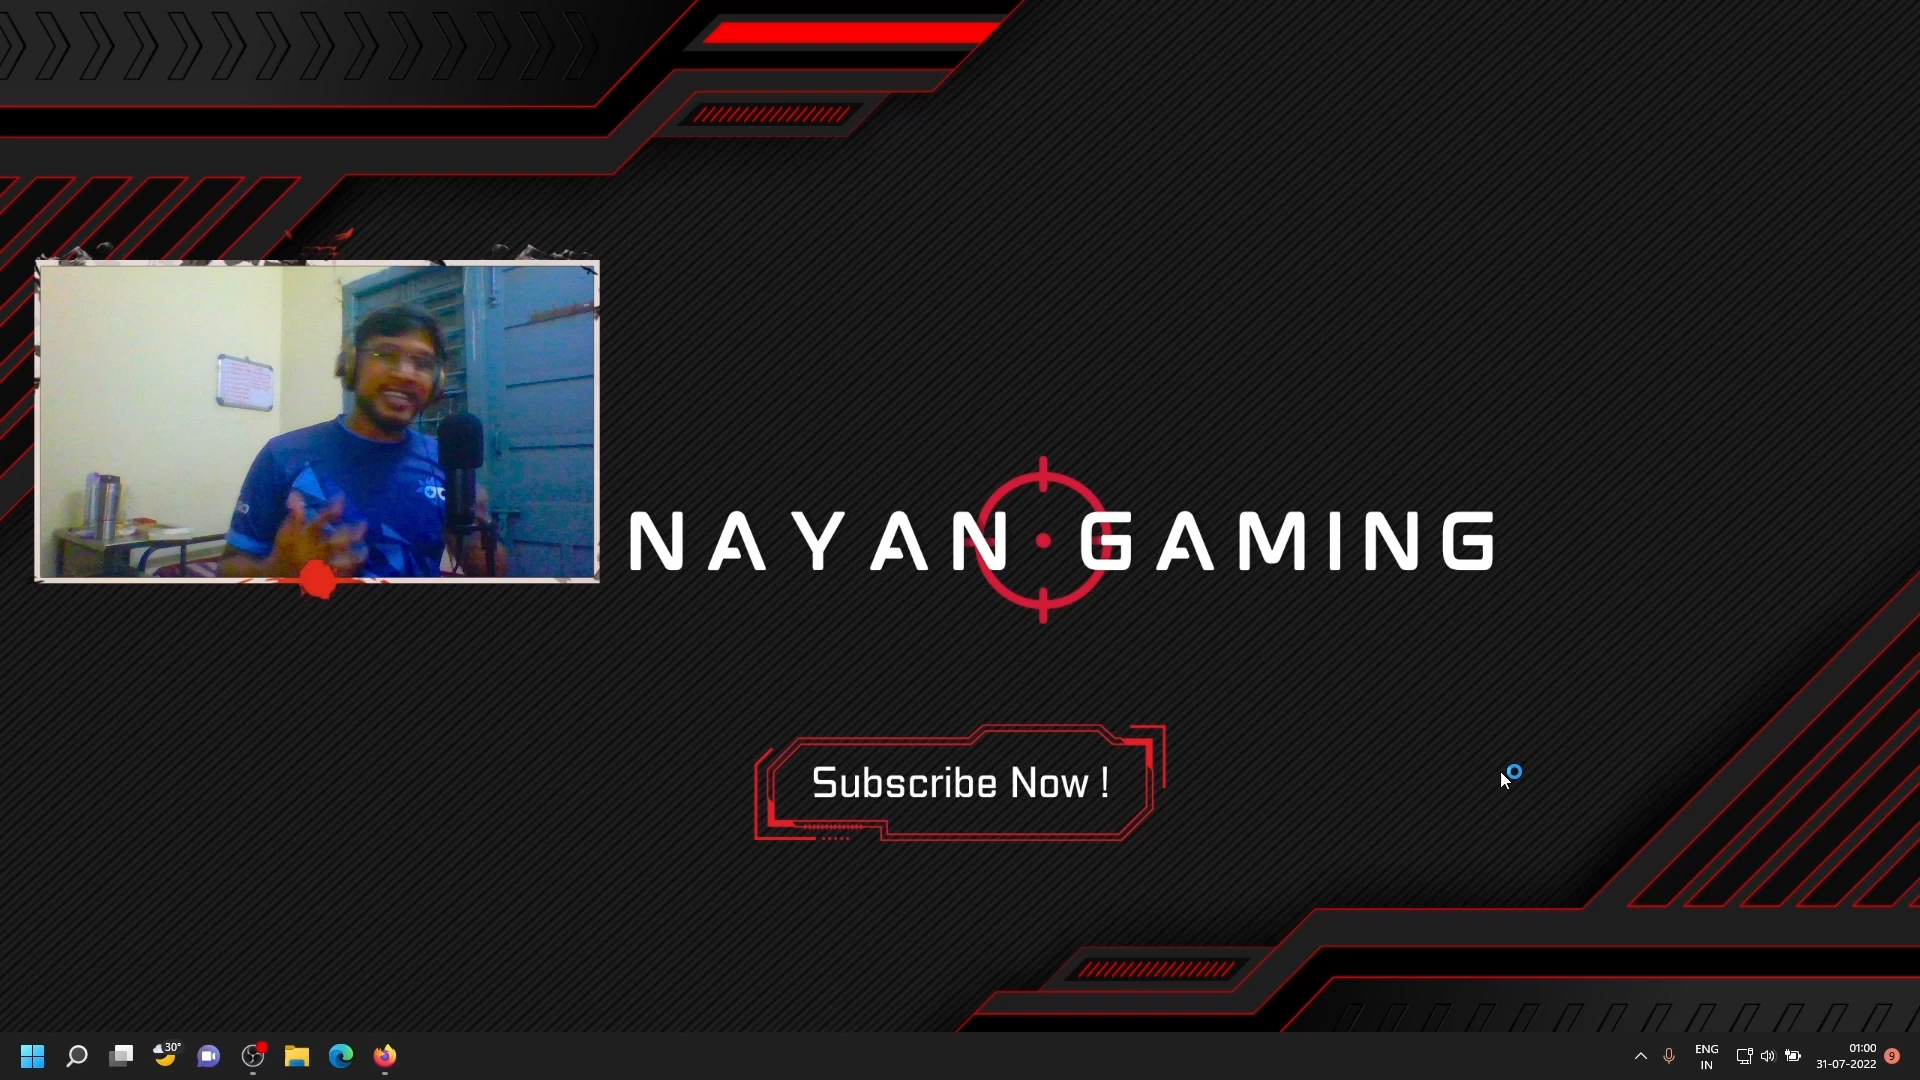 NAYAN GAMING
Subscribe Now !
30°
ENG
IN
01:00
31-07-2022
9